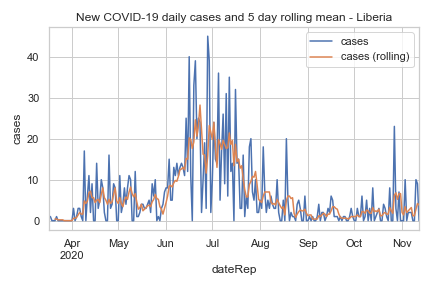 New COVID-19 daily cases and 5 day rolling mean - Liberia
cases
cases (rolling)
40
30
20
10
0
cases
Apr
2020
May
Jun
Jul
Aug
Sep
Oct
Nov
dateRep